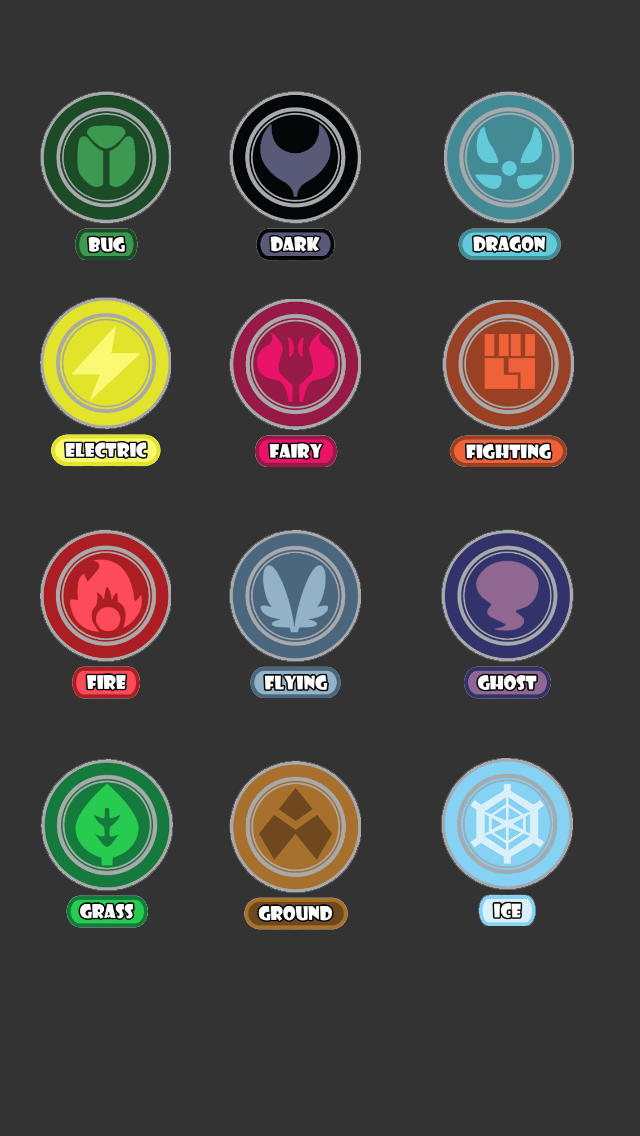 BUG
DARK
DRAGON
ELECTRIC
FAIRY
FIGHTING
FIRE
FLYING
GHOST
GRASS
GROUND
ICE